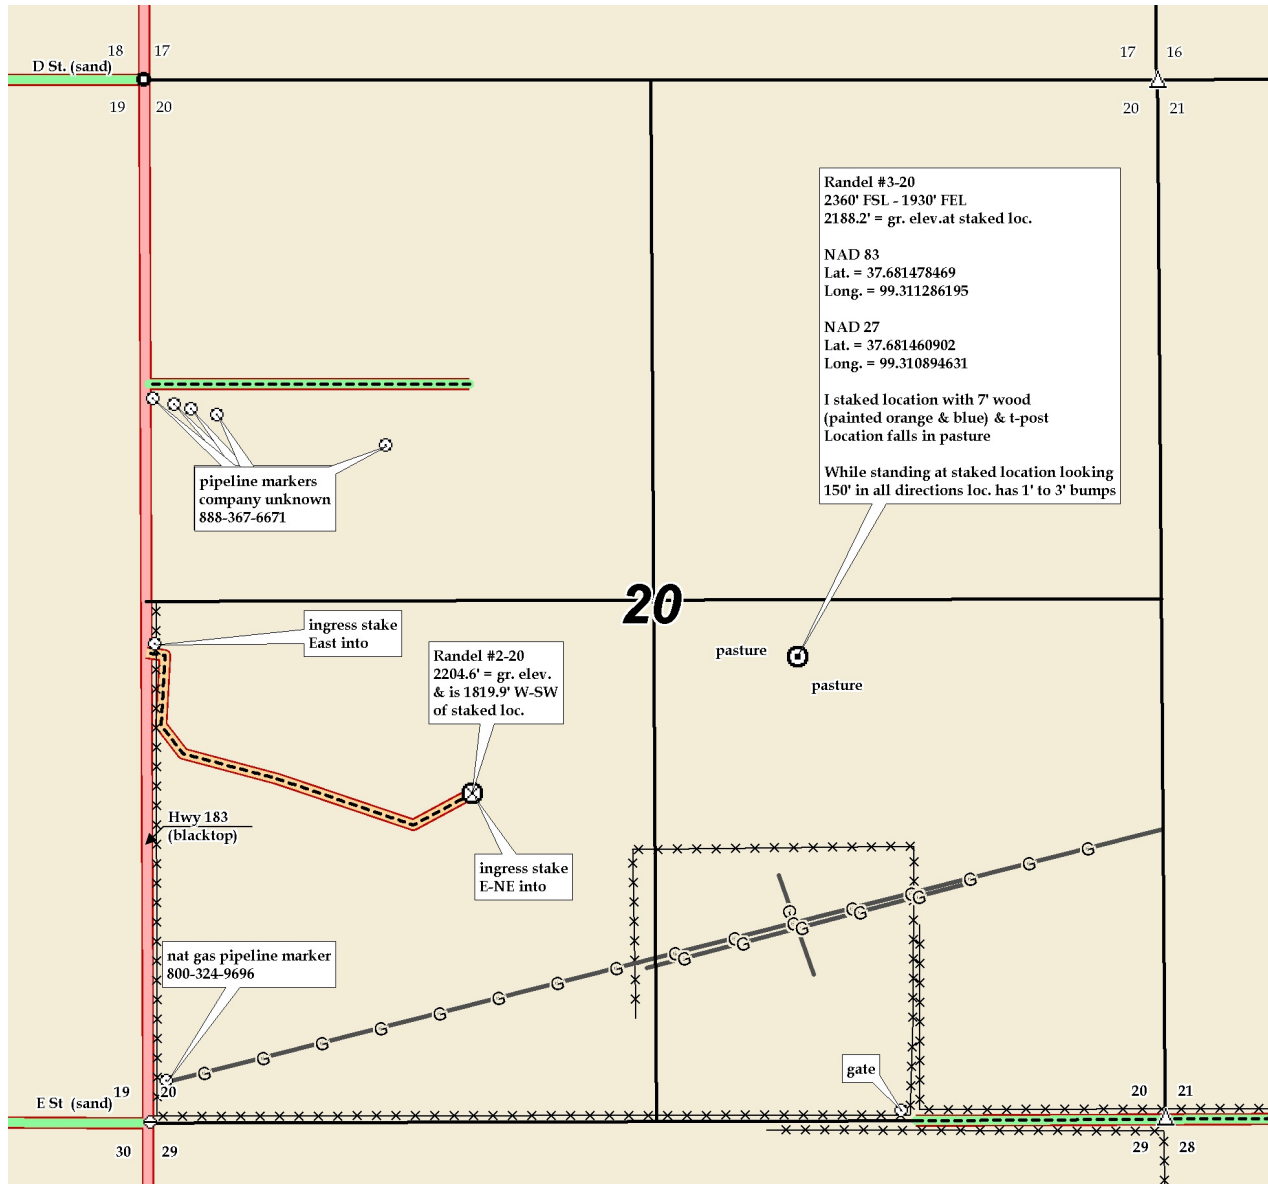 18 17
17 16
D St. (sand)
19 20
20 21
Randel #3-20
2360' FSL - 1930' FEL
2188.2' = gr. elev.at staked loc.
NAD 83
Lat. = 37.681478469
Long. = 99.311286195
NAD 27
Lat. = 37.681460902
Long. = 99.310894631
I staked location with 7' wood
(painted orange & blue) & t-post
Location falls in pasture
While standing at staked location looking
150' in all directions loc. has 1' to 3' bumps
pipeline markers
company unknown
888-367-6671
20
ingress stake
East into
Randel #2-20
2204.6' = gr. elev.
& is 1819.9' W-SW
of staked loc.
pasture
pasture
Hwy 183
(blacktop)
ingress stake
E-NE into
G G G G G G G G G G G G G G G G G G G G
nat gas pipeline marker
800-324-9696
gate
19 20
20 21
E St (sand)
30 29
29 28